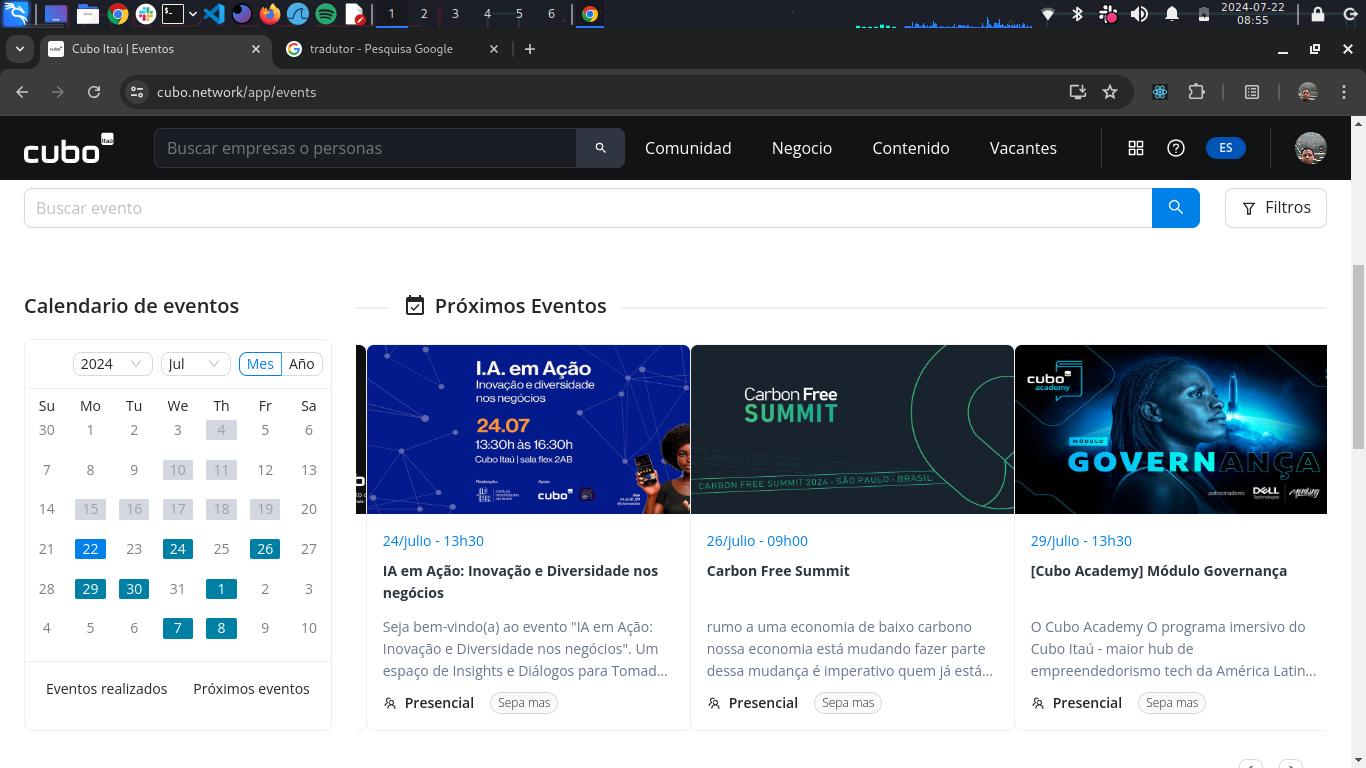 1
2
3
4
5
6
2024-07-22
08:55
Cubo Itaú | Eventos
tradutor - Pesquisa Google
cubo.network/app/events
cubo Itaú
Buscar empresas o personas
Comunidad
Negocio
Contenido
Vacantes
ES
Buscar evento
Filtros
Calendario de eventos
2024
Jul
Mes
Año
Su Mo Tu We Th Fr Sa
30 1 2 3 4 5 6
7 8 9 10 11 12 13
14 15 16 17 18 19 20
21 22 23 24 25 26 27
28 29 30 31 1 2 3
4 5 6 7 8 9 10
Eventos realizados
Próximos eventos
Próximos Eventos
I.A. em Ação
Inovação e diversidade
nos negócios
24.07
13:30h às 16:30h
Cubo Itaú | sala flex 2AB
Realização:
Apoio:
cubo
24/julio - 13h30
IA em Ação: Inovação e Diversidade nos
negócios
Seja bem-vindo(a) ao evento "IA em Ação:
Inovação e Diversidade nos negócios". Um
espaço de Insights e Diálogos para Tomad...
Presencial
Sepa mas
Carbon Free
SUMMIT
CARBON FREE SUMMIT 2024 - SÃO PAULO - BRASIL
26/julio - 09h00
Carbon Free Summit
rumo a uma economia de baixo carbono
nossa economia está mudando fazer parte
dessa mudança é imperativo quem já está...
Presencial
Sepa mas
cubo
academy
MÓDULO
GOVERNANÇA
patrocinadores
DELL
Technologies
29/julio - 13h30
[Cubo Academy] Módulo Governança
O Cubo Academy O programa imersivo do
Cubo Itaú - maior hub de
empreendedorismo tech da América Latin...
Presencial
Sepa mas